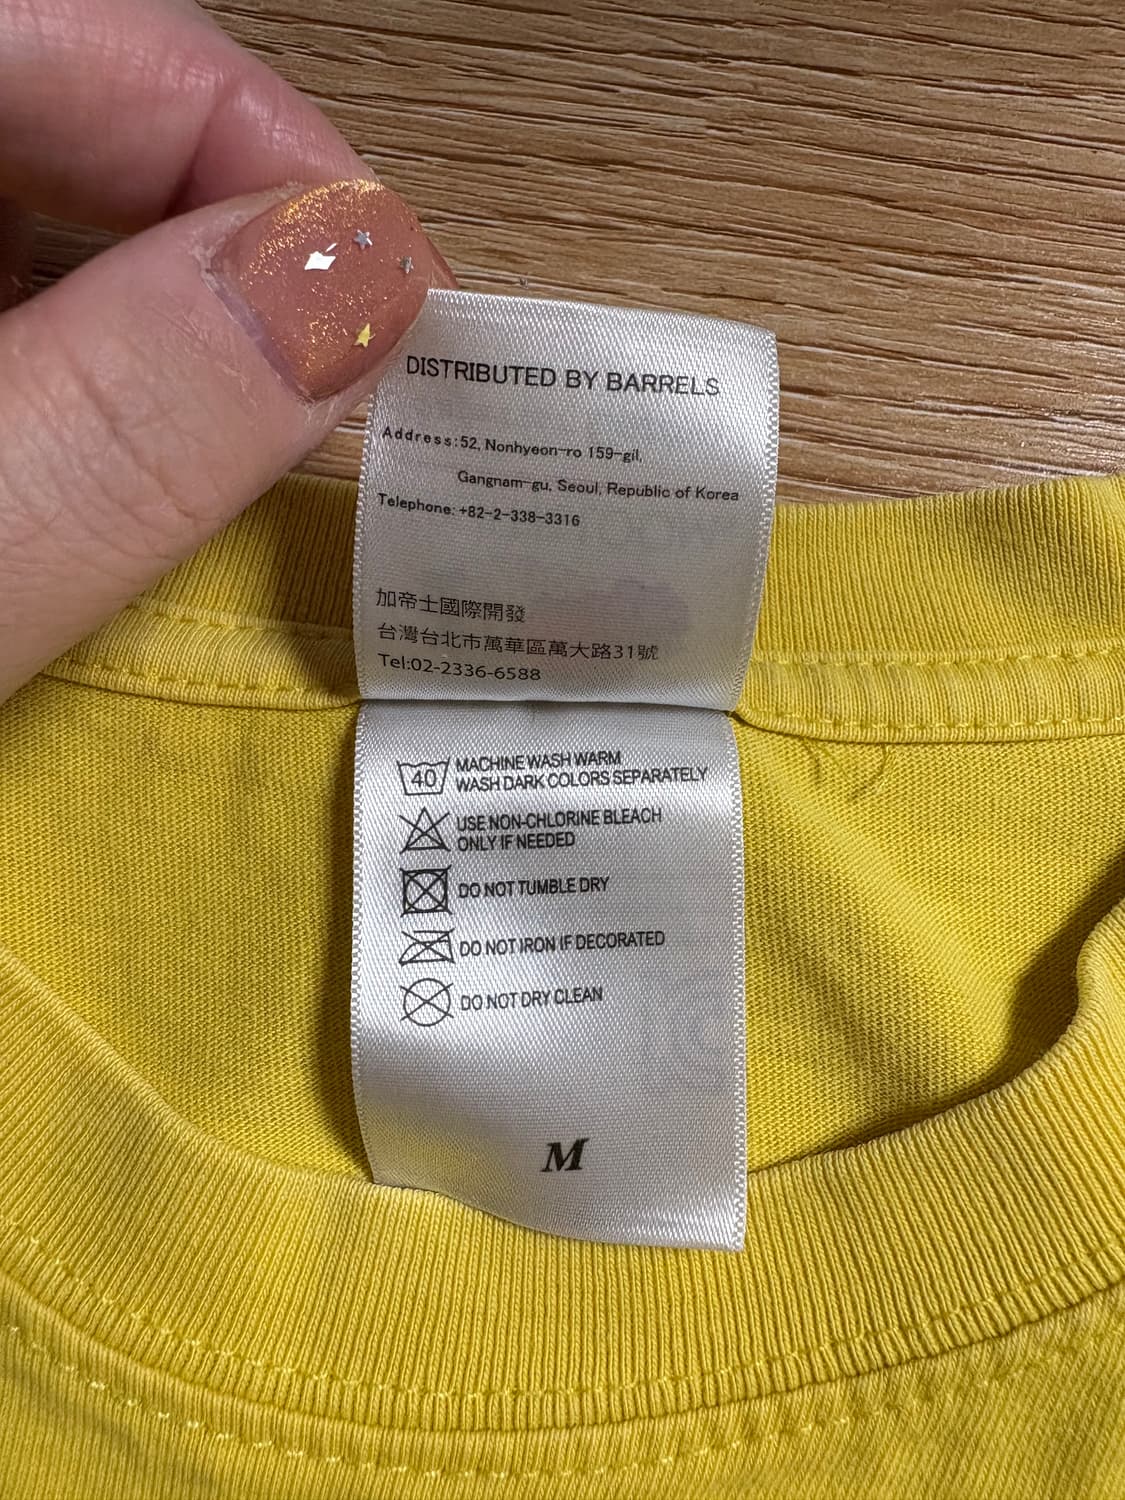 DISTRIBUTED BY BARRELS
Address:52, Nonhyeon-ro 159-gil,
Gangnam-gu, Seoul, Republic of Korea
Telephone: +82-2-338-3316
加帝士國際開發
台灣台北市萬華區萬大路31號
Tel:02-2336-6588
40 MACHINE WASH WARM
WASH DARK COLORS SEPARATELY
USE NON-CHLORINE BLEACH
ONLY IF NEEDED
DO NOT TUMBLE DRY
DO NOT IRON IF DECORATED
DO NOT DRY CLEAN
M